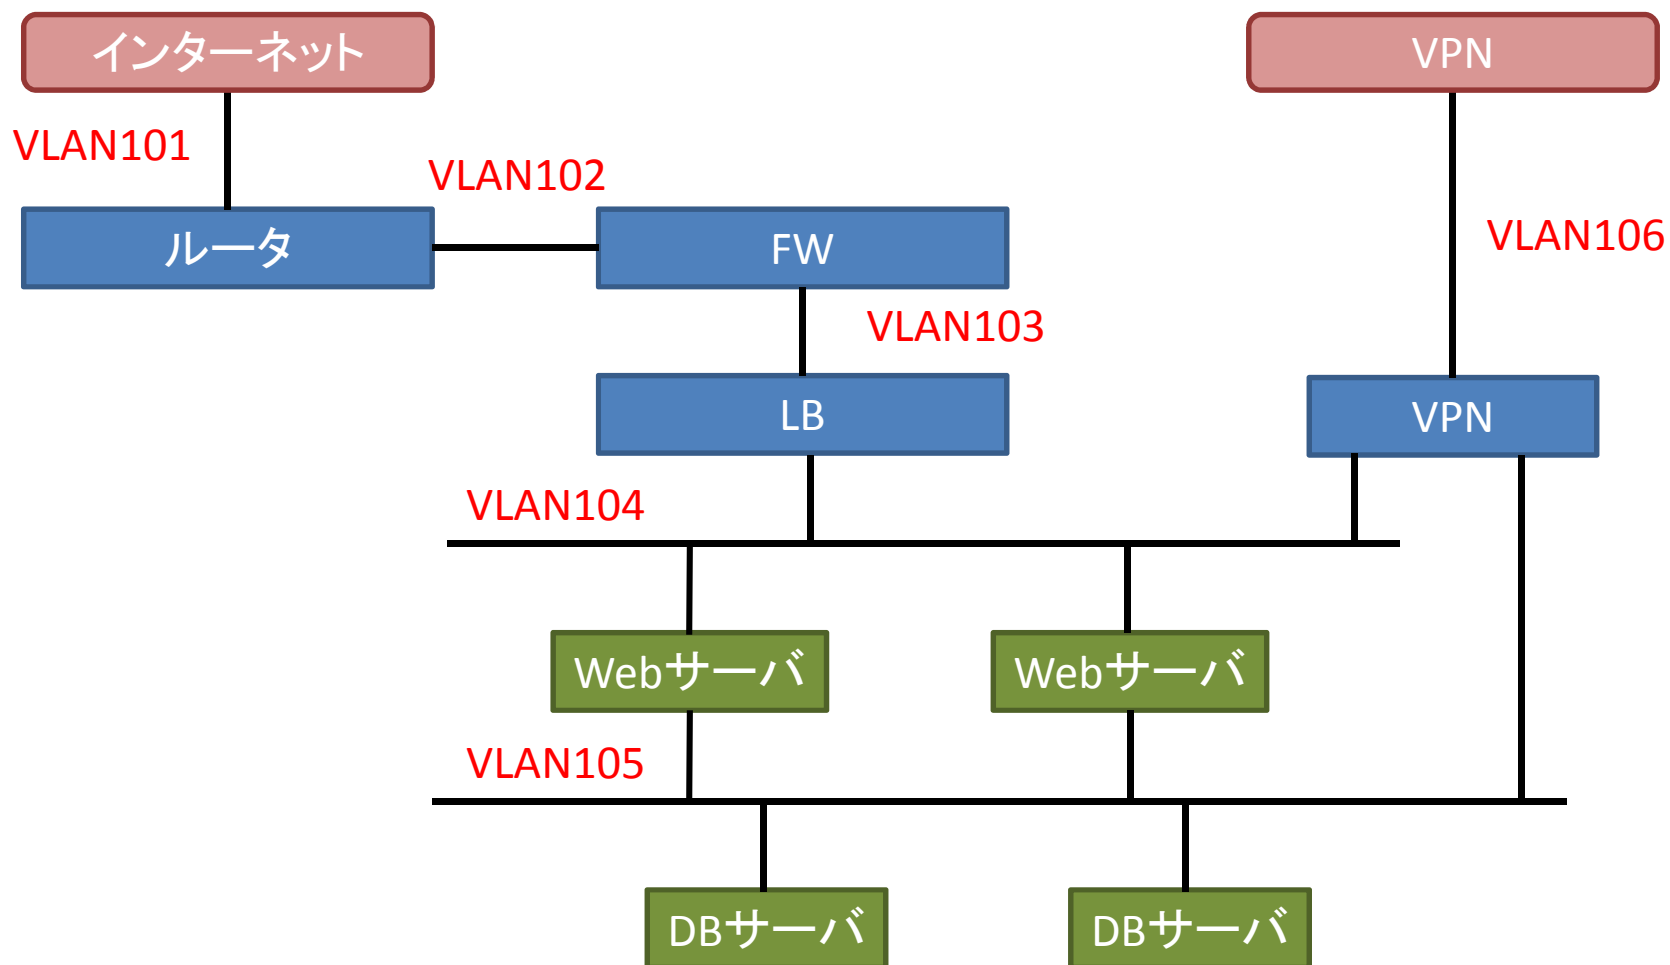 インターネット
VPN
VLAN101
VLAN102
ルータ
FW
VLAN106
VLAN103
LB
VPN
VLAN104
Webサーバ
Webサーバ
VLAN105
DBサーバ
DBサーバ